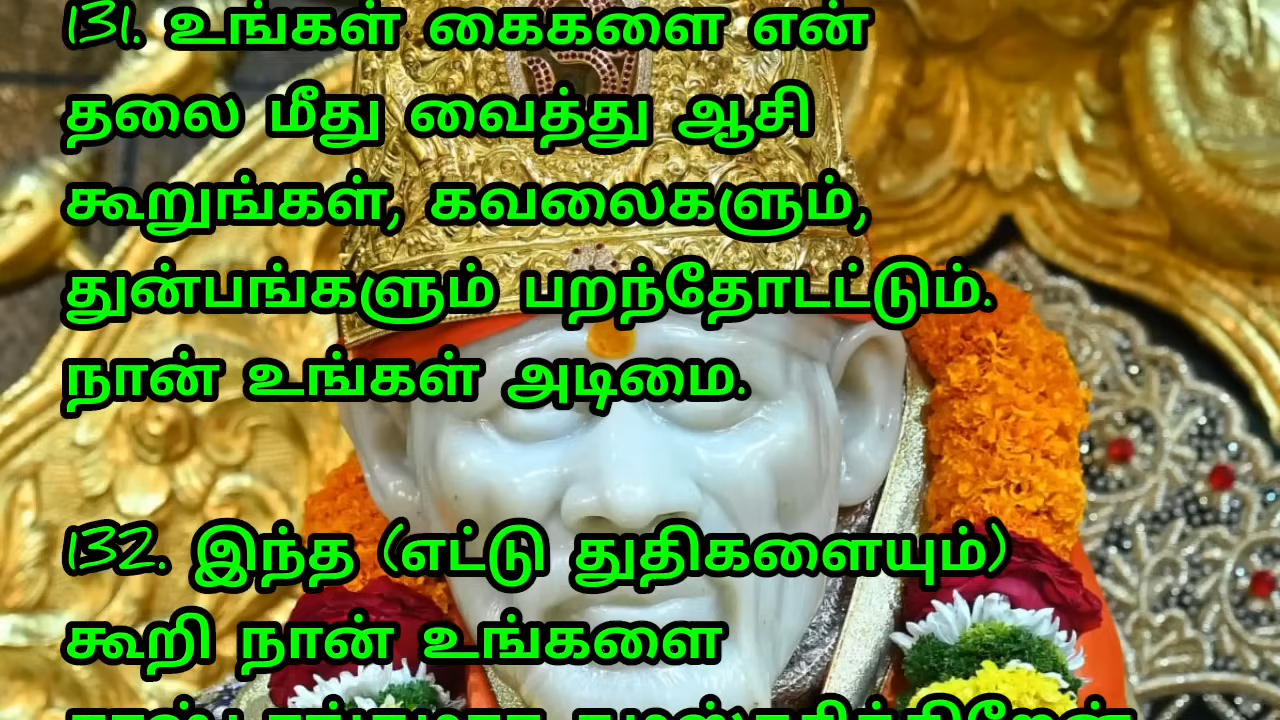 131. உங்கள் கைகளை என்
தலை மீது வைத்து ஆசி
கூறுங்கள், கவலைகளும்,
துன்பங்களும் பறந்தோடட்டும்.
நான் உங்கள் அடிமை.
132. இந்த (எட்டு துதிகளையும்)
கூறி நான் உங்களை